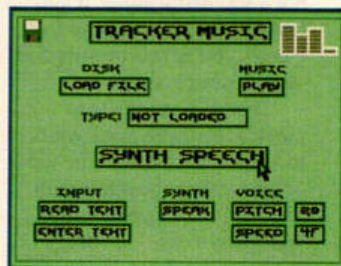 TRACKER MUSIC
DISK MUSIC
LOAD FILE PLAY
TYPE: NOT LOADED
SYNTH SPEECH
INPUT SYNTH VOICE
READ TEXT SPEAK PITCH
ENTER TEXT SPEED